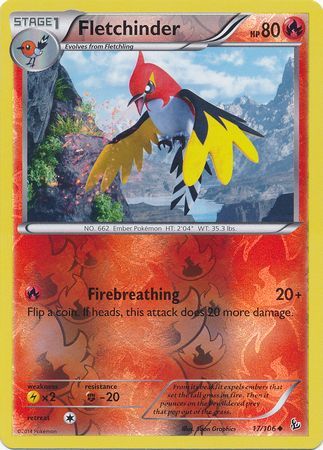 STAGE1
Fletchinder
HP 80
Evolves from Fletchling
NO. 662 Ember Pokémon HT: 2'04" WT: 35.3 lbs.
Firebreathing 20+
Flip a coin. If heads, this attack does 20 more damage.
weakness resistance
×2 -20
retreat
From its beak, it expels embers that
set the tall grass on fire. Then it
pounces on the bewildered prey
that pop out of the grass.
Illus. 5ban Graphics 17/106
©2014 Pokémon